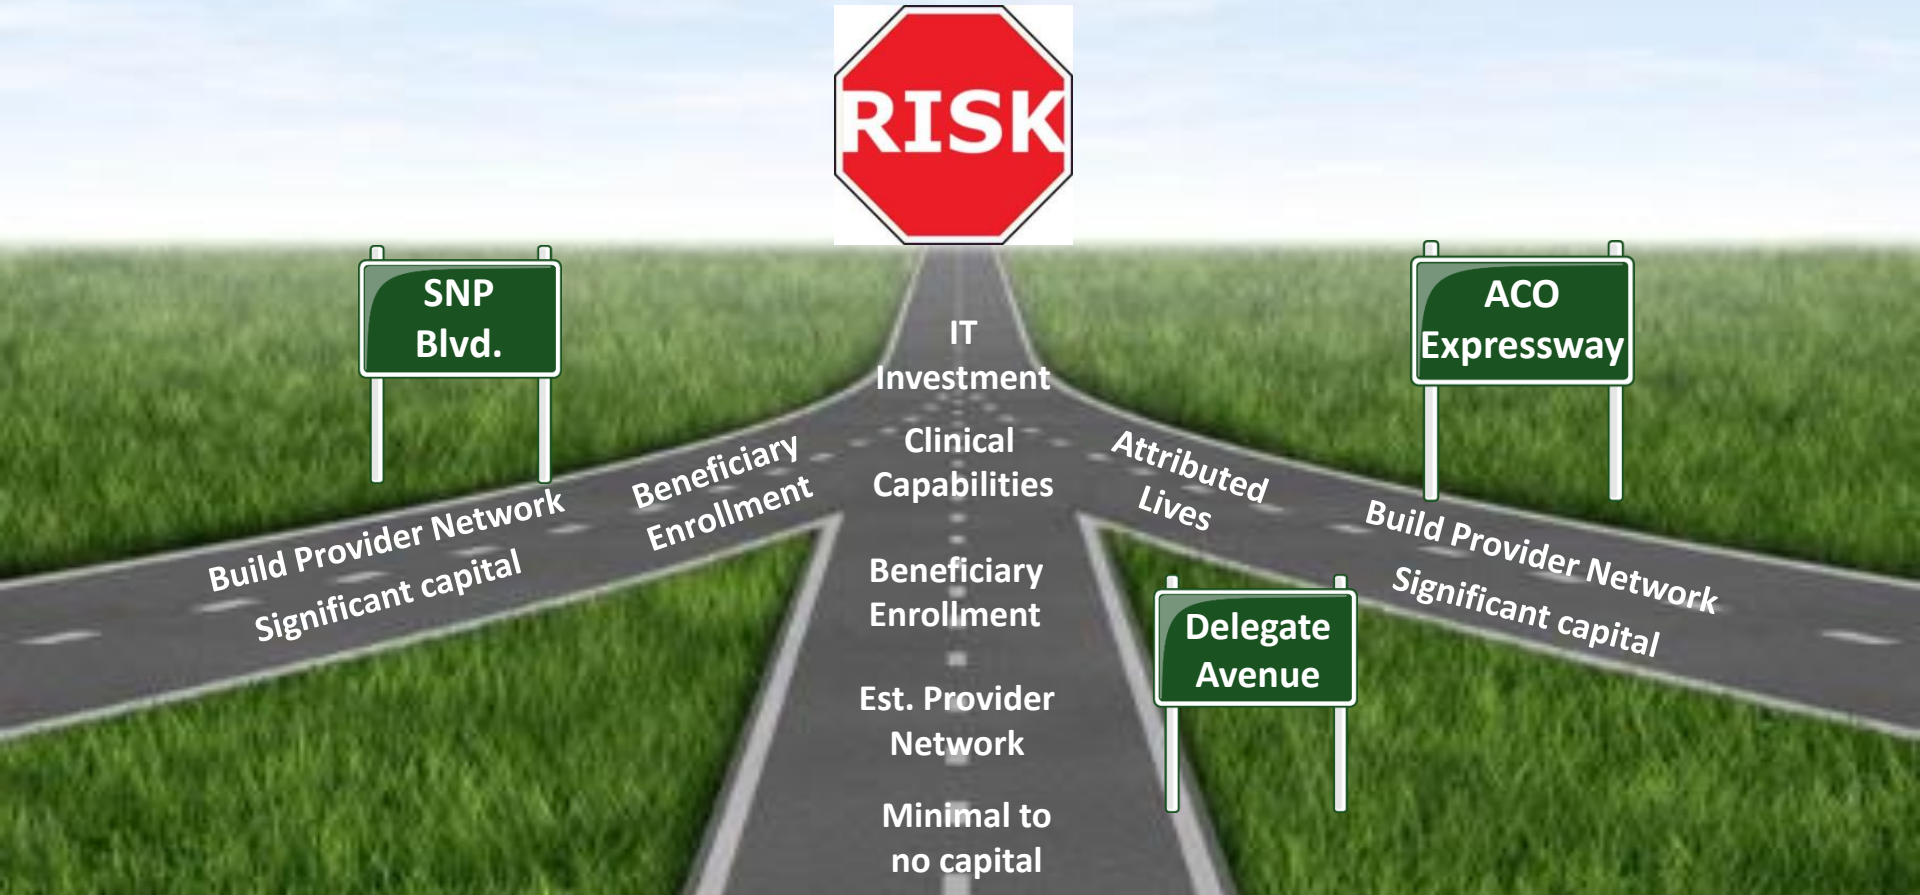 RISK
SNP
Blvd.
ACO
Expressway
IT
Investment
Clinical
Capabilities
Beneficiary
Enrollment
Build Provider Network
Significant capital
Attributed
Lives
Build Provider Network
Significant capital
Beneficiary
Enrollment
Est. Provider
Network
Minimal to
no capital
Delegate
Avenue